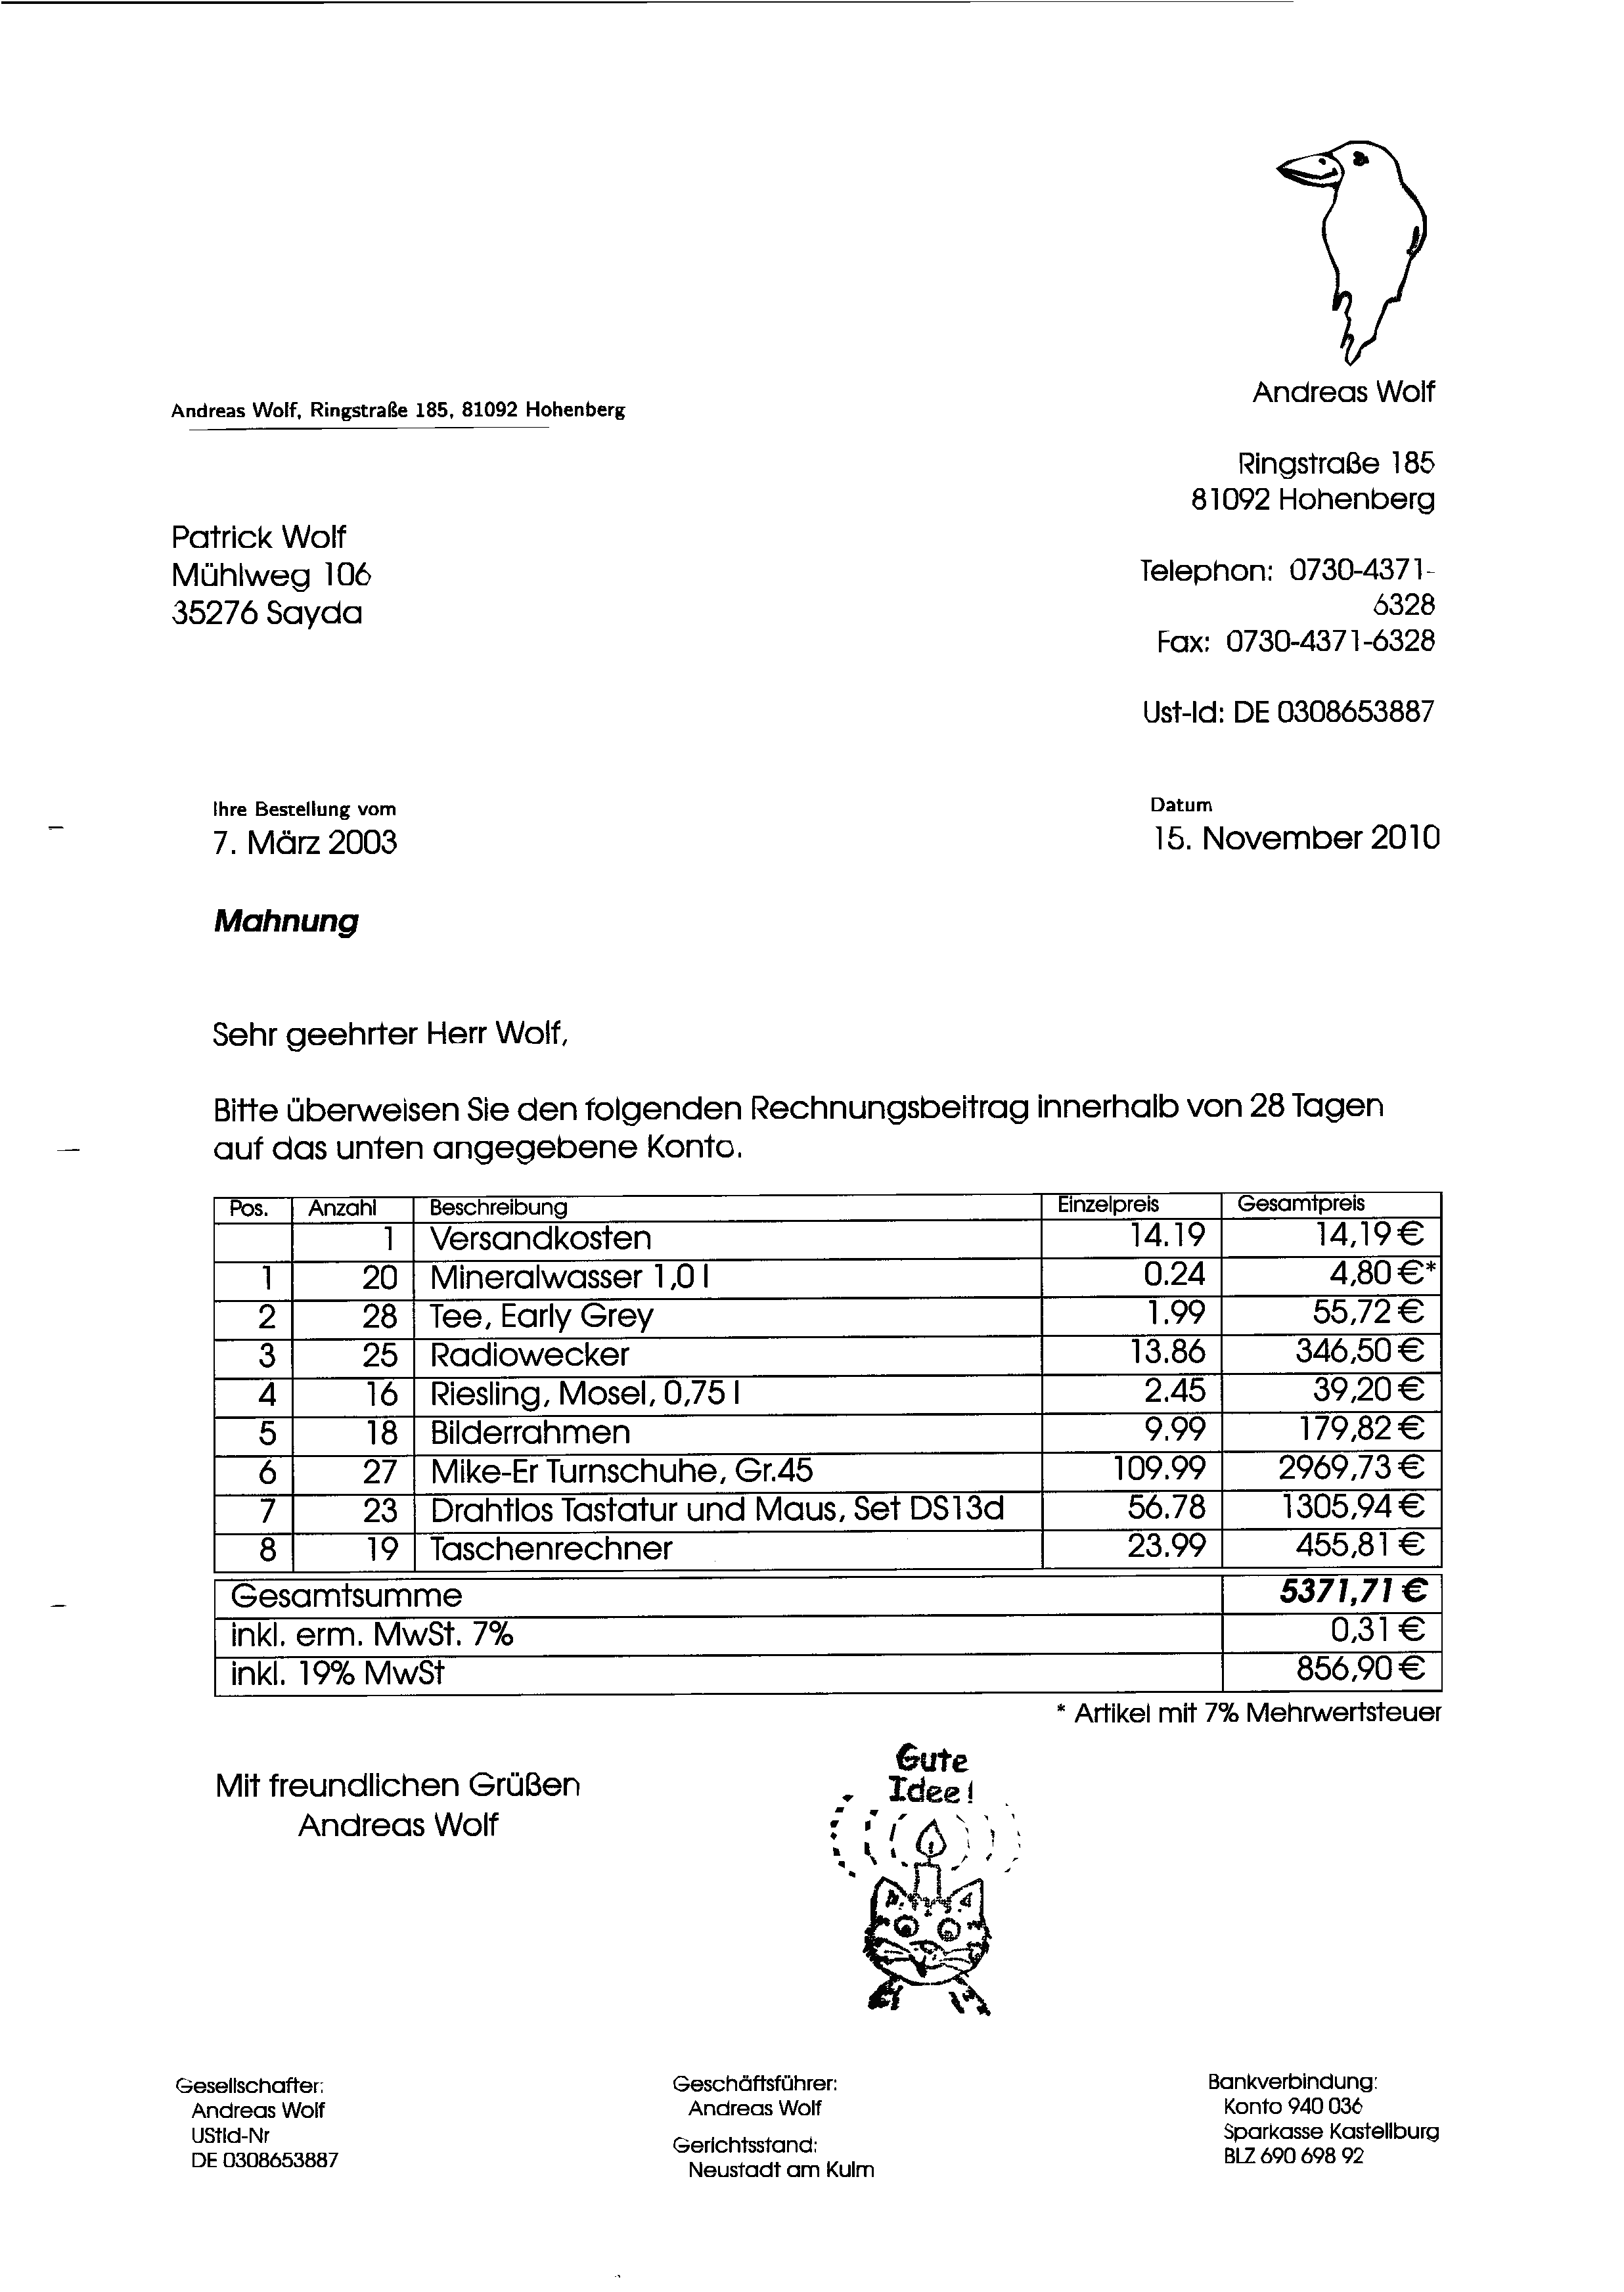 Andreas Wolf
Andreas Wolf, Ringstraße 185, 81092 Hohenberg
Ringstraße 185
81092 Hohenberg
Patrick Wolf
Mühlweg 106
35276 Sayda
Telephon: 0730-4371-
6328
Fax: 0730-4371-6328
Ust-Id: DE 0308653887
Ihre Bestellung vom
7. März 2003
Datum
15. November 2010
Mahnung
Sehr geehrter Herr Wolf,
Bitte überweisen Sie den folgenden Rechnungsbeitrag innerhalb von 28 Tagen
auf das unten angegebene Konto.
Pos. Anzahl Beschreibung Einzelpreis Gesamtpreis
1 Versandkosten 14.19 14,19 €
1 20 Mineralwasser 1,0 l 0.24 4,80 €*
2 28 Tee, Early Grey 1.99 55,72 €
3 25 Radiowecker 13.86 346,50 €
4 16 Riesling, Mosel, 0,75 l 2.45 39,20 €
5 18 Bilderrahmen 9.99 179,82 €
6 27 Mike-Er Turnschuhe, Gr.45 109.99 2969,73 €
7 23 Drahtlos Tastatur und Maus, Set DS13d 56.78 1305,94 €
8 19 Taschenrechner 23.99 455,81 €
Gesamtsumme 5371,71 €
inkl. erm. MwSt. 7% 0,31 €
inkl. 19% MwSt 856,90 €
* Artikel mit 7% Mehrwertsteuer
Mit freundlichen Grüßen
Andreas Wolf
Gute
Idee!
Gesellschafter:
Andreas Wolf
UStId-Nr
DE 0308653887
Geschäftsführer:
Andreas Wolf
Gerichtsstand:
Neustadt am Kulm
Bankverbindung:
Konto 940 036
Sparkasse Kastellburg
BLZ 690 698 92